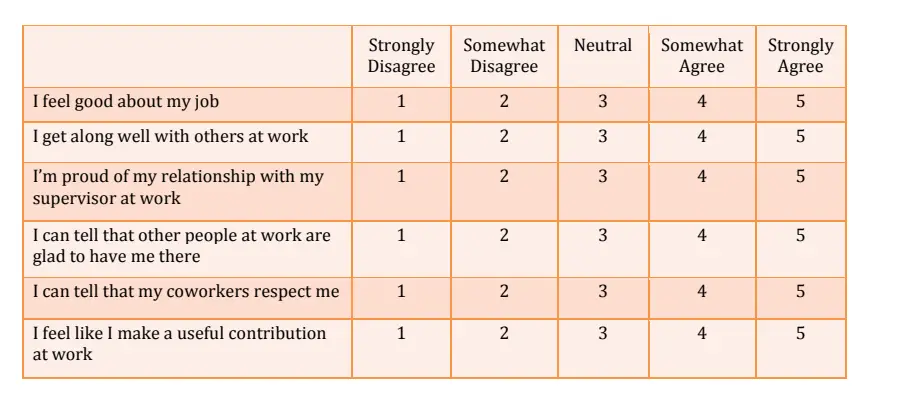 Strongly Disagree Somewhat Disagree Neutral Somewhat Agree Strongly Agree
I feel good about my job 1 2 3 4 5
I get along well with others at work 1 2 3 4 5
I’m proud of my relationship with my 1 2 3 4 5
supervisor at work
I can tell that other people at work are 1 2 3 4 5
glad to have me there
I can tell that my coworkers respect me 1 2 3 4 5
I feel like I make a useful contribution 1 2 3 4 5
at work